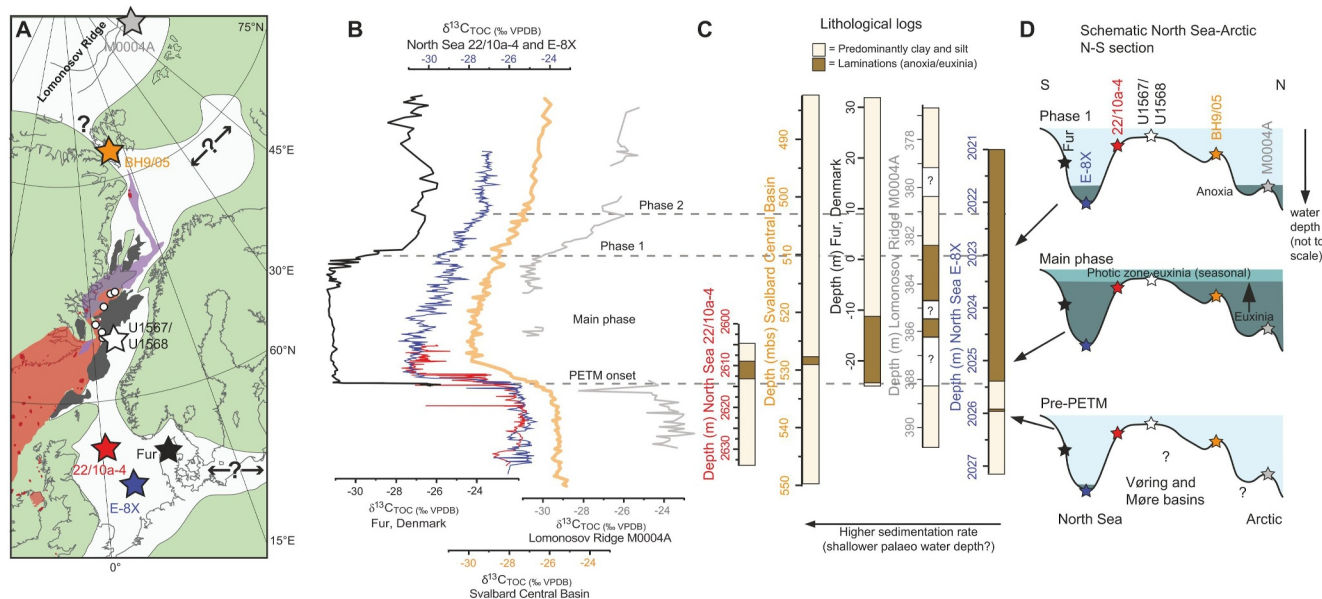 A
75°N
M0004A
Lomonosov Ridge
?
?
BH9/05
45°E
30°E
U1567/
U1568
60°N
22/10a-4
Fur
?
E-8X
15°E
0°
B
δ13CTOC (‰ VSPDB)
North Sea 22/10a-4 and E-8X
-30 -28 -26 -24
Phase 2
Phase 1
Main phase
PETM onset
-30 -28 -26 -24 -22
δ13CTOC (‰ VPDB)
Fur, Denmark
-30 -28 -26 -24
δ13CTOC (‰ VPDB)
Lomonosov Ridge M0004A
-30 -28 -26 -24 -22
δ13CTOC (‰ VPDB)
Svalbard Central Basin
C
Lithological logs
= Predominantly clay and silt
= Laminations (anoxia/euxinia)
Depth (m) North Sea 22/10a-4
2600
2610
2620
2630
Depth (mbs) Svalbard Central Basin
490
500
510
520
530
540
550
Depth (m) Fur, Denmark
30
20
10
0
-10
-20
Depth (m) Lomonosov Ridge M0004A
378
380
382
384
386
388
390
?
?
?
Depth (m) North Sea E-8X
2021
2022
2023
2024
2025
2026
2027
Higher sedimentation rate
(shallower palaeo water depth?)
D
Schematic North Sea-Arctic
N-S section
S
N
22/10a-4
U1567/
U1568
BH9/05
M0004A
Phase 1
Fur
E-8X
Anoxia
water
depth
(not to
scale)
Main phase
Photic zone euxinia (seasonal)
Euxinia
Pre-PETM
?
Vøring and
Møre basins
?
North Sea
Arctic